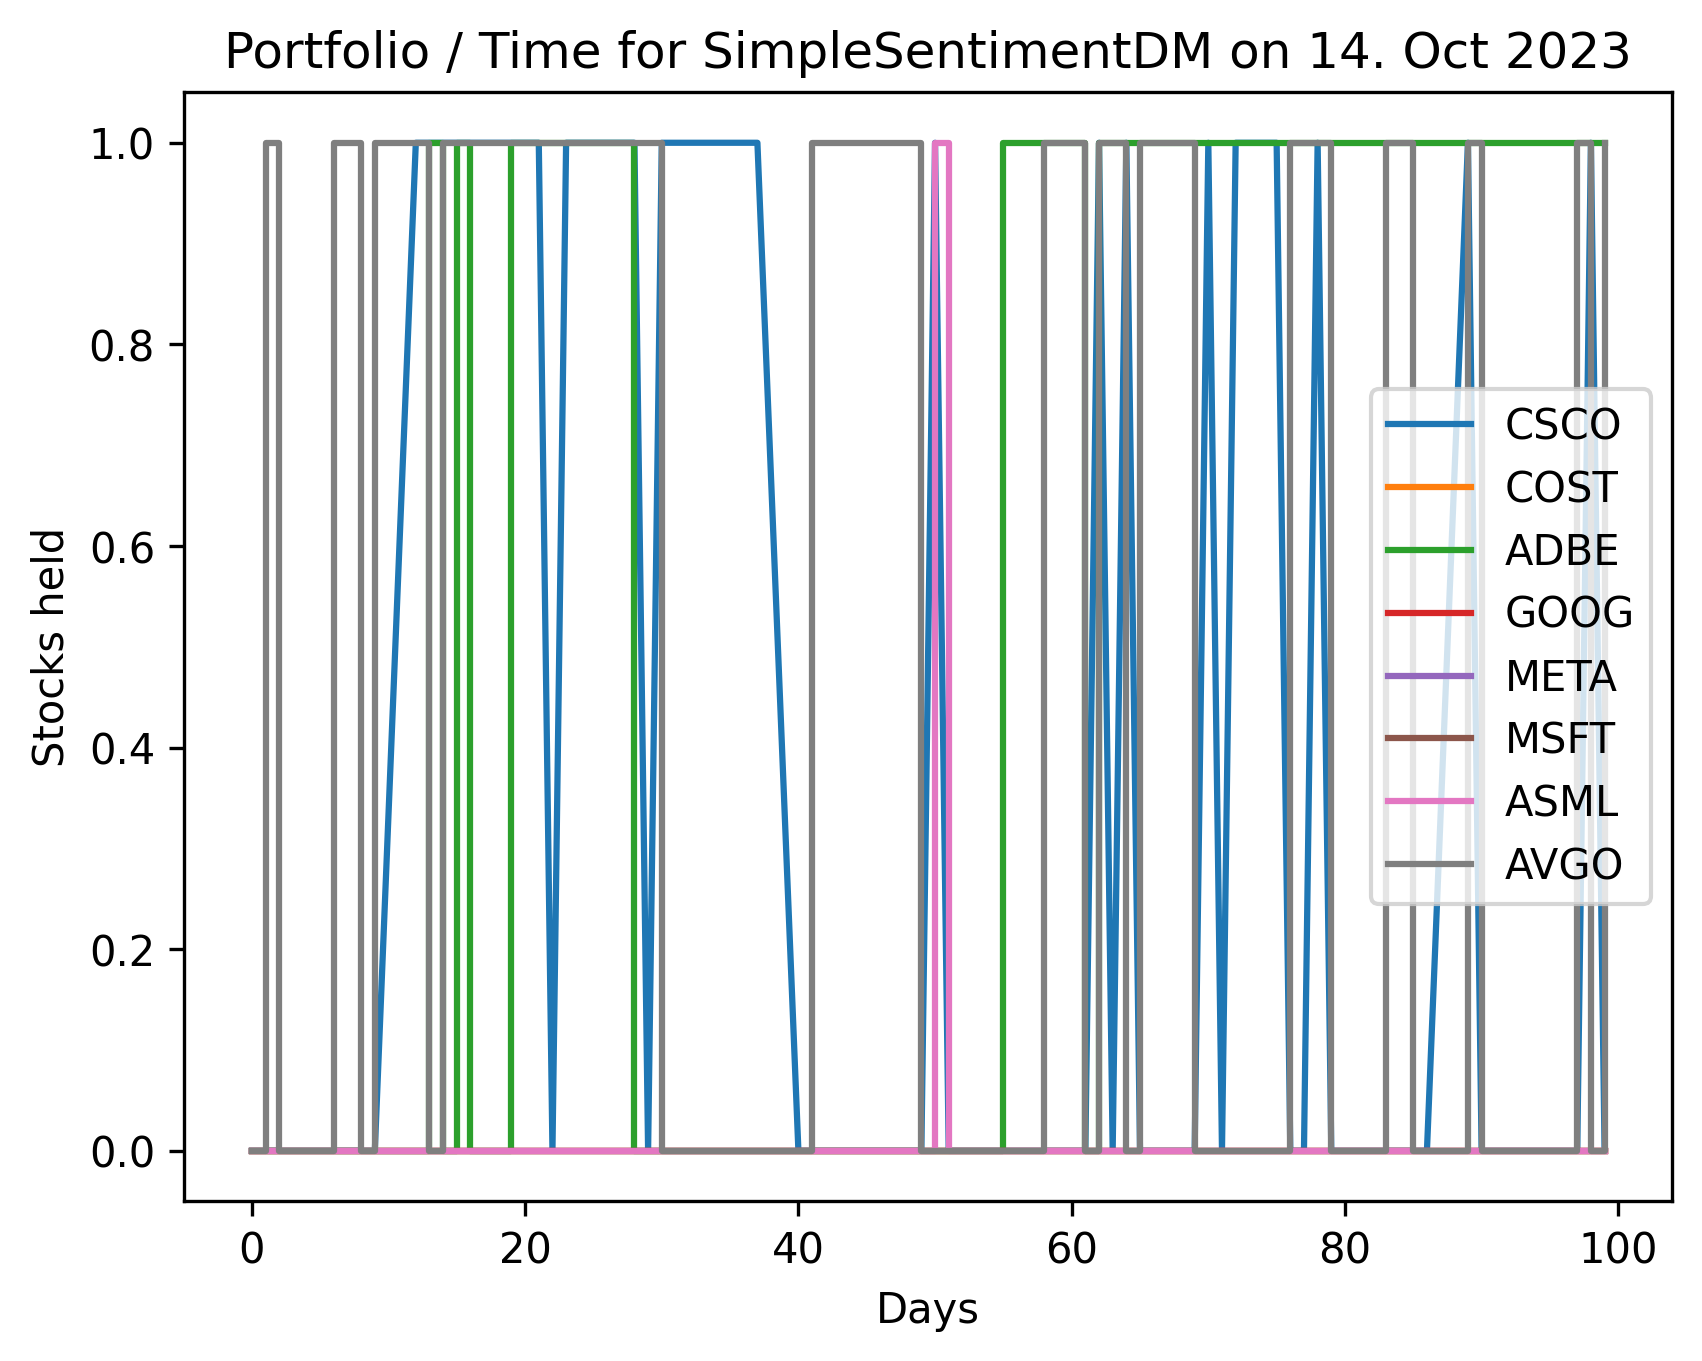 Portfolio / Time for SimpleSentimentDM on 14. Oct 2023
Stocks held
1.0
0.8
0.6
0.4
0.2
0.0
CSCO
COST
ADBE
GOOG
META
MSFT
ASML
AVGO
0 20 40 60 80 100
Days